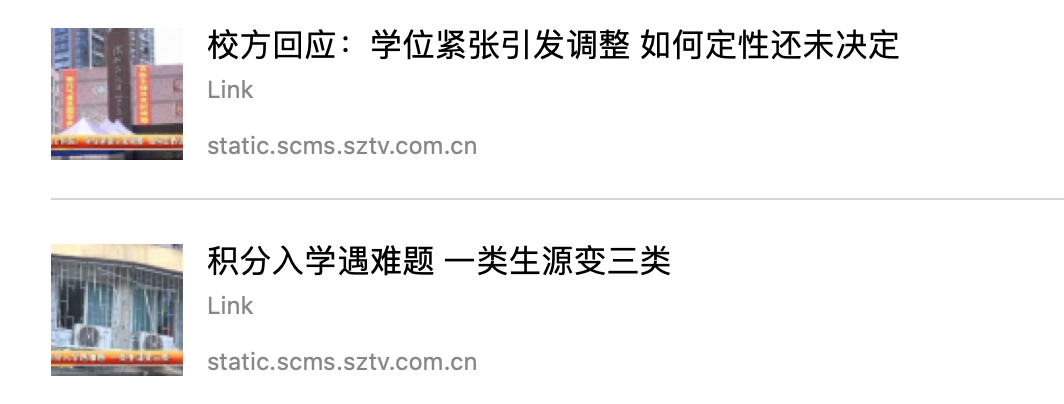 校方回应：学位紧张引发调整 如何定性还未决定
Link
static.scms.sztv.com.cn
积分入学遇难题 一类生源变三类
Link
static.scms.sztv.com.cn